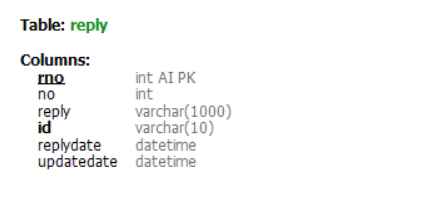 Table: reply
Columns:
rno int AI PK
no int
reply varchar(1000)
id varchar(10)
replydate datetime
updatedate datetime